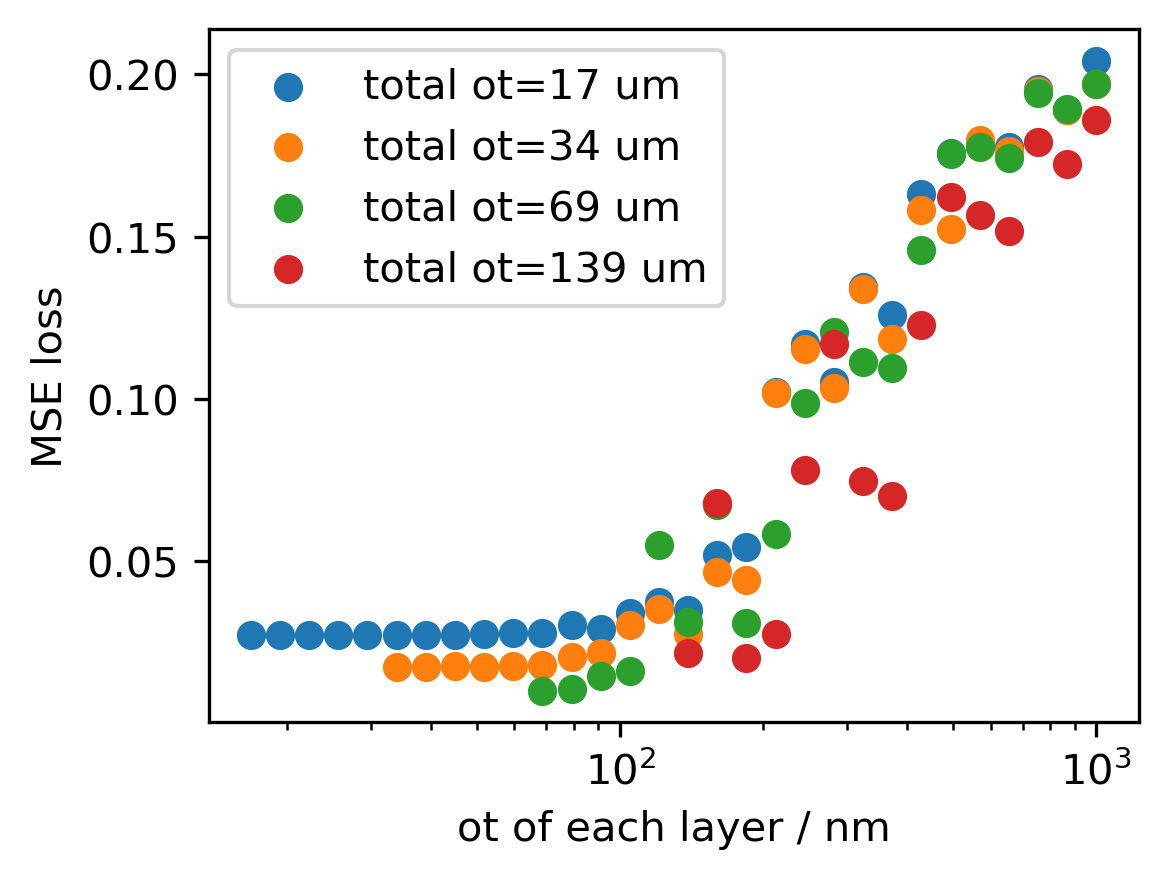 total ot=17 um
total ot=34 um
total ot=69 um
total ot=139 um
0.20
0.15
0.10
0.05
MSE loss
10²
10³
ot of each layer / nm